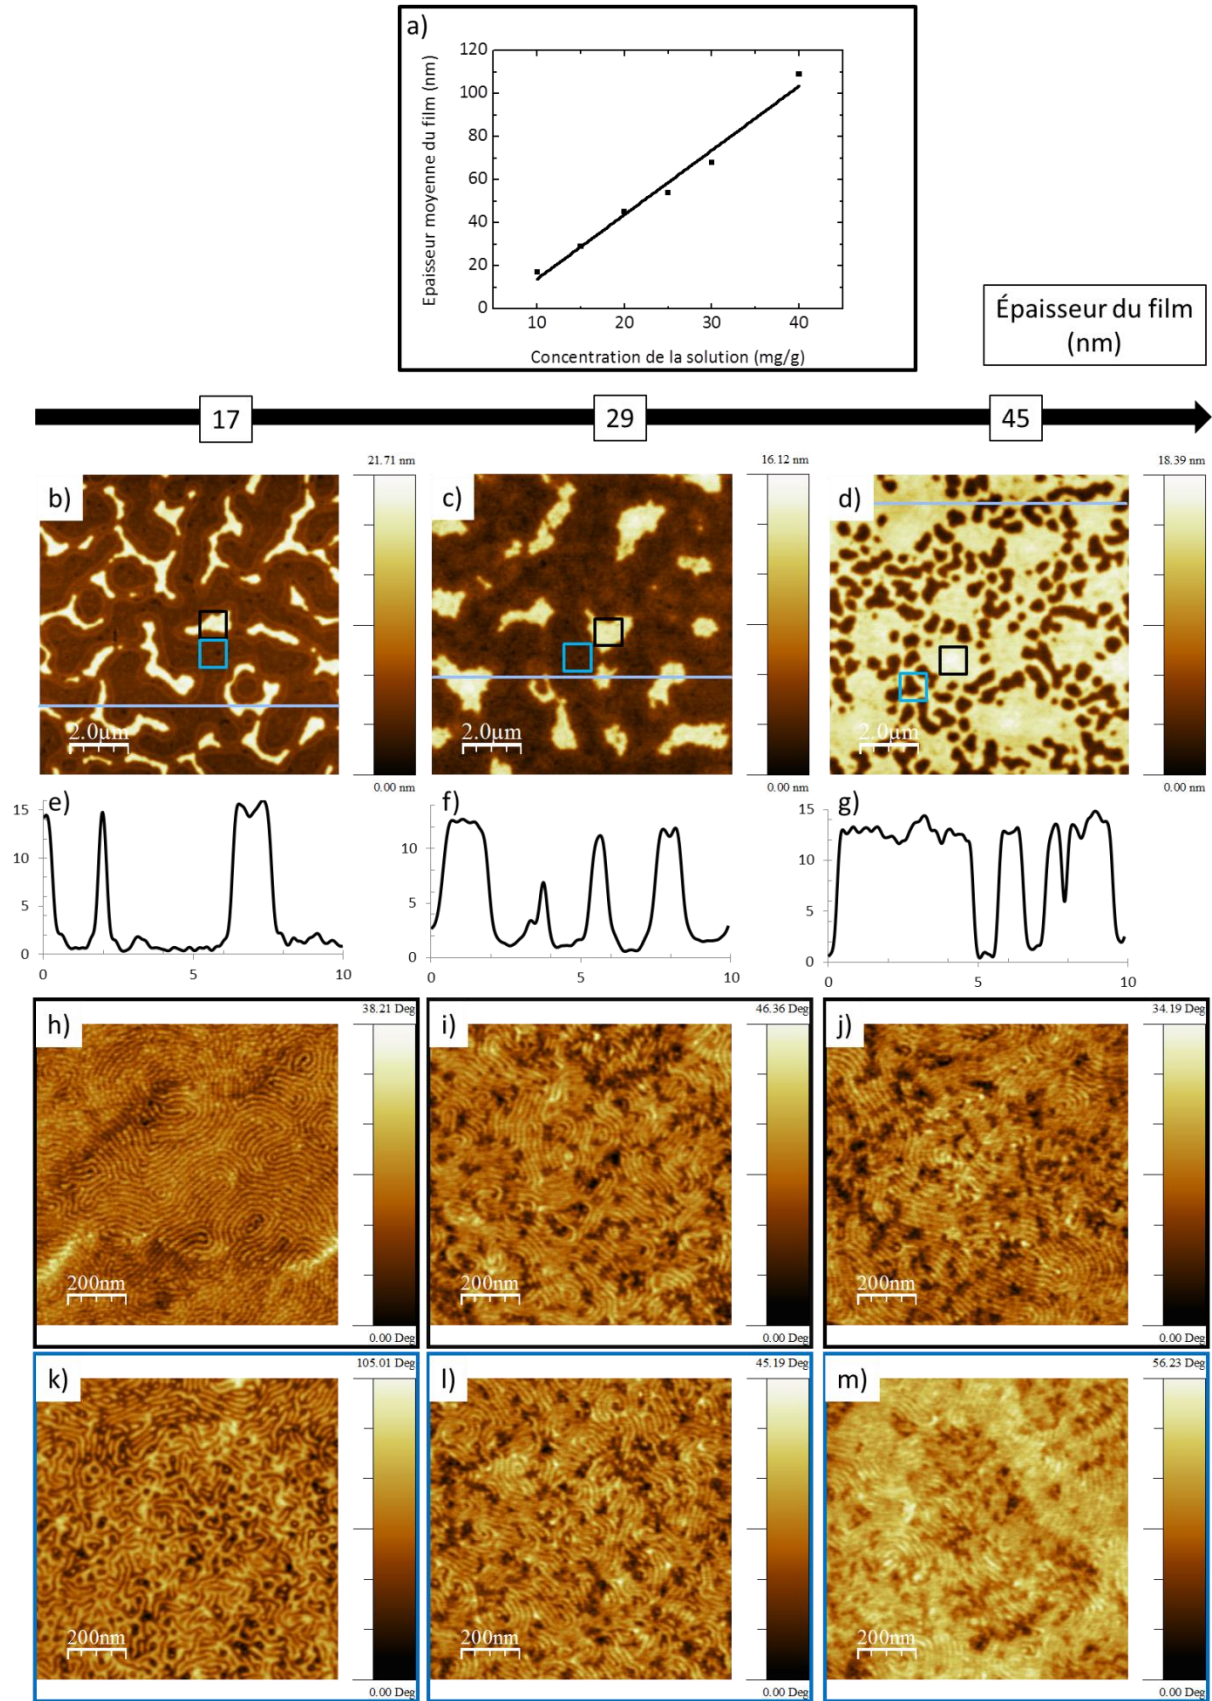 a)
120
100
80
60
40
20
0
Epaisseur moyenne du film (nm)
10 20 30 40
Concentration de la solution (mg/g)
Épaisseur du film
(nm)
17 29 45
b)
2.0µm
21.71 nm
0.00 nm
c)
2.0µm
16.12 nm
0.00 nm
d)
2.0µm
18.39 nm
0.00 nm
e)
15
10
5
0
0 5 10
f)
10
5
0
0 5 10
g)
15
10
5
0
0 5 10
h)
200nm
38.21 Deg
0.00 Deg
i)
200nm
46.36 Deg
0.00 Deg
j)
200nm
34.19 Deg
0.00 Deg
k)
200nm
105.01 Deg
0.00 Deg
l)
200nm
45.19 Deg
0.00 Deg
m)
200nm
56.23 Deg
0.00 Deg